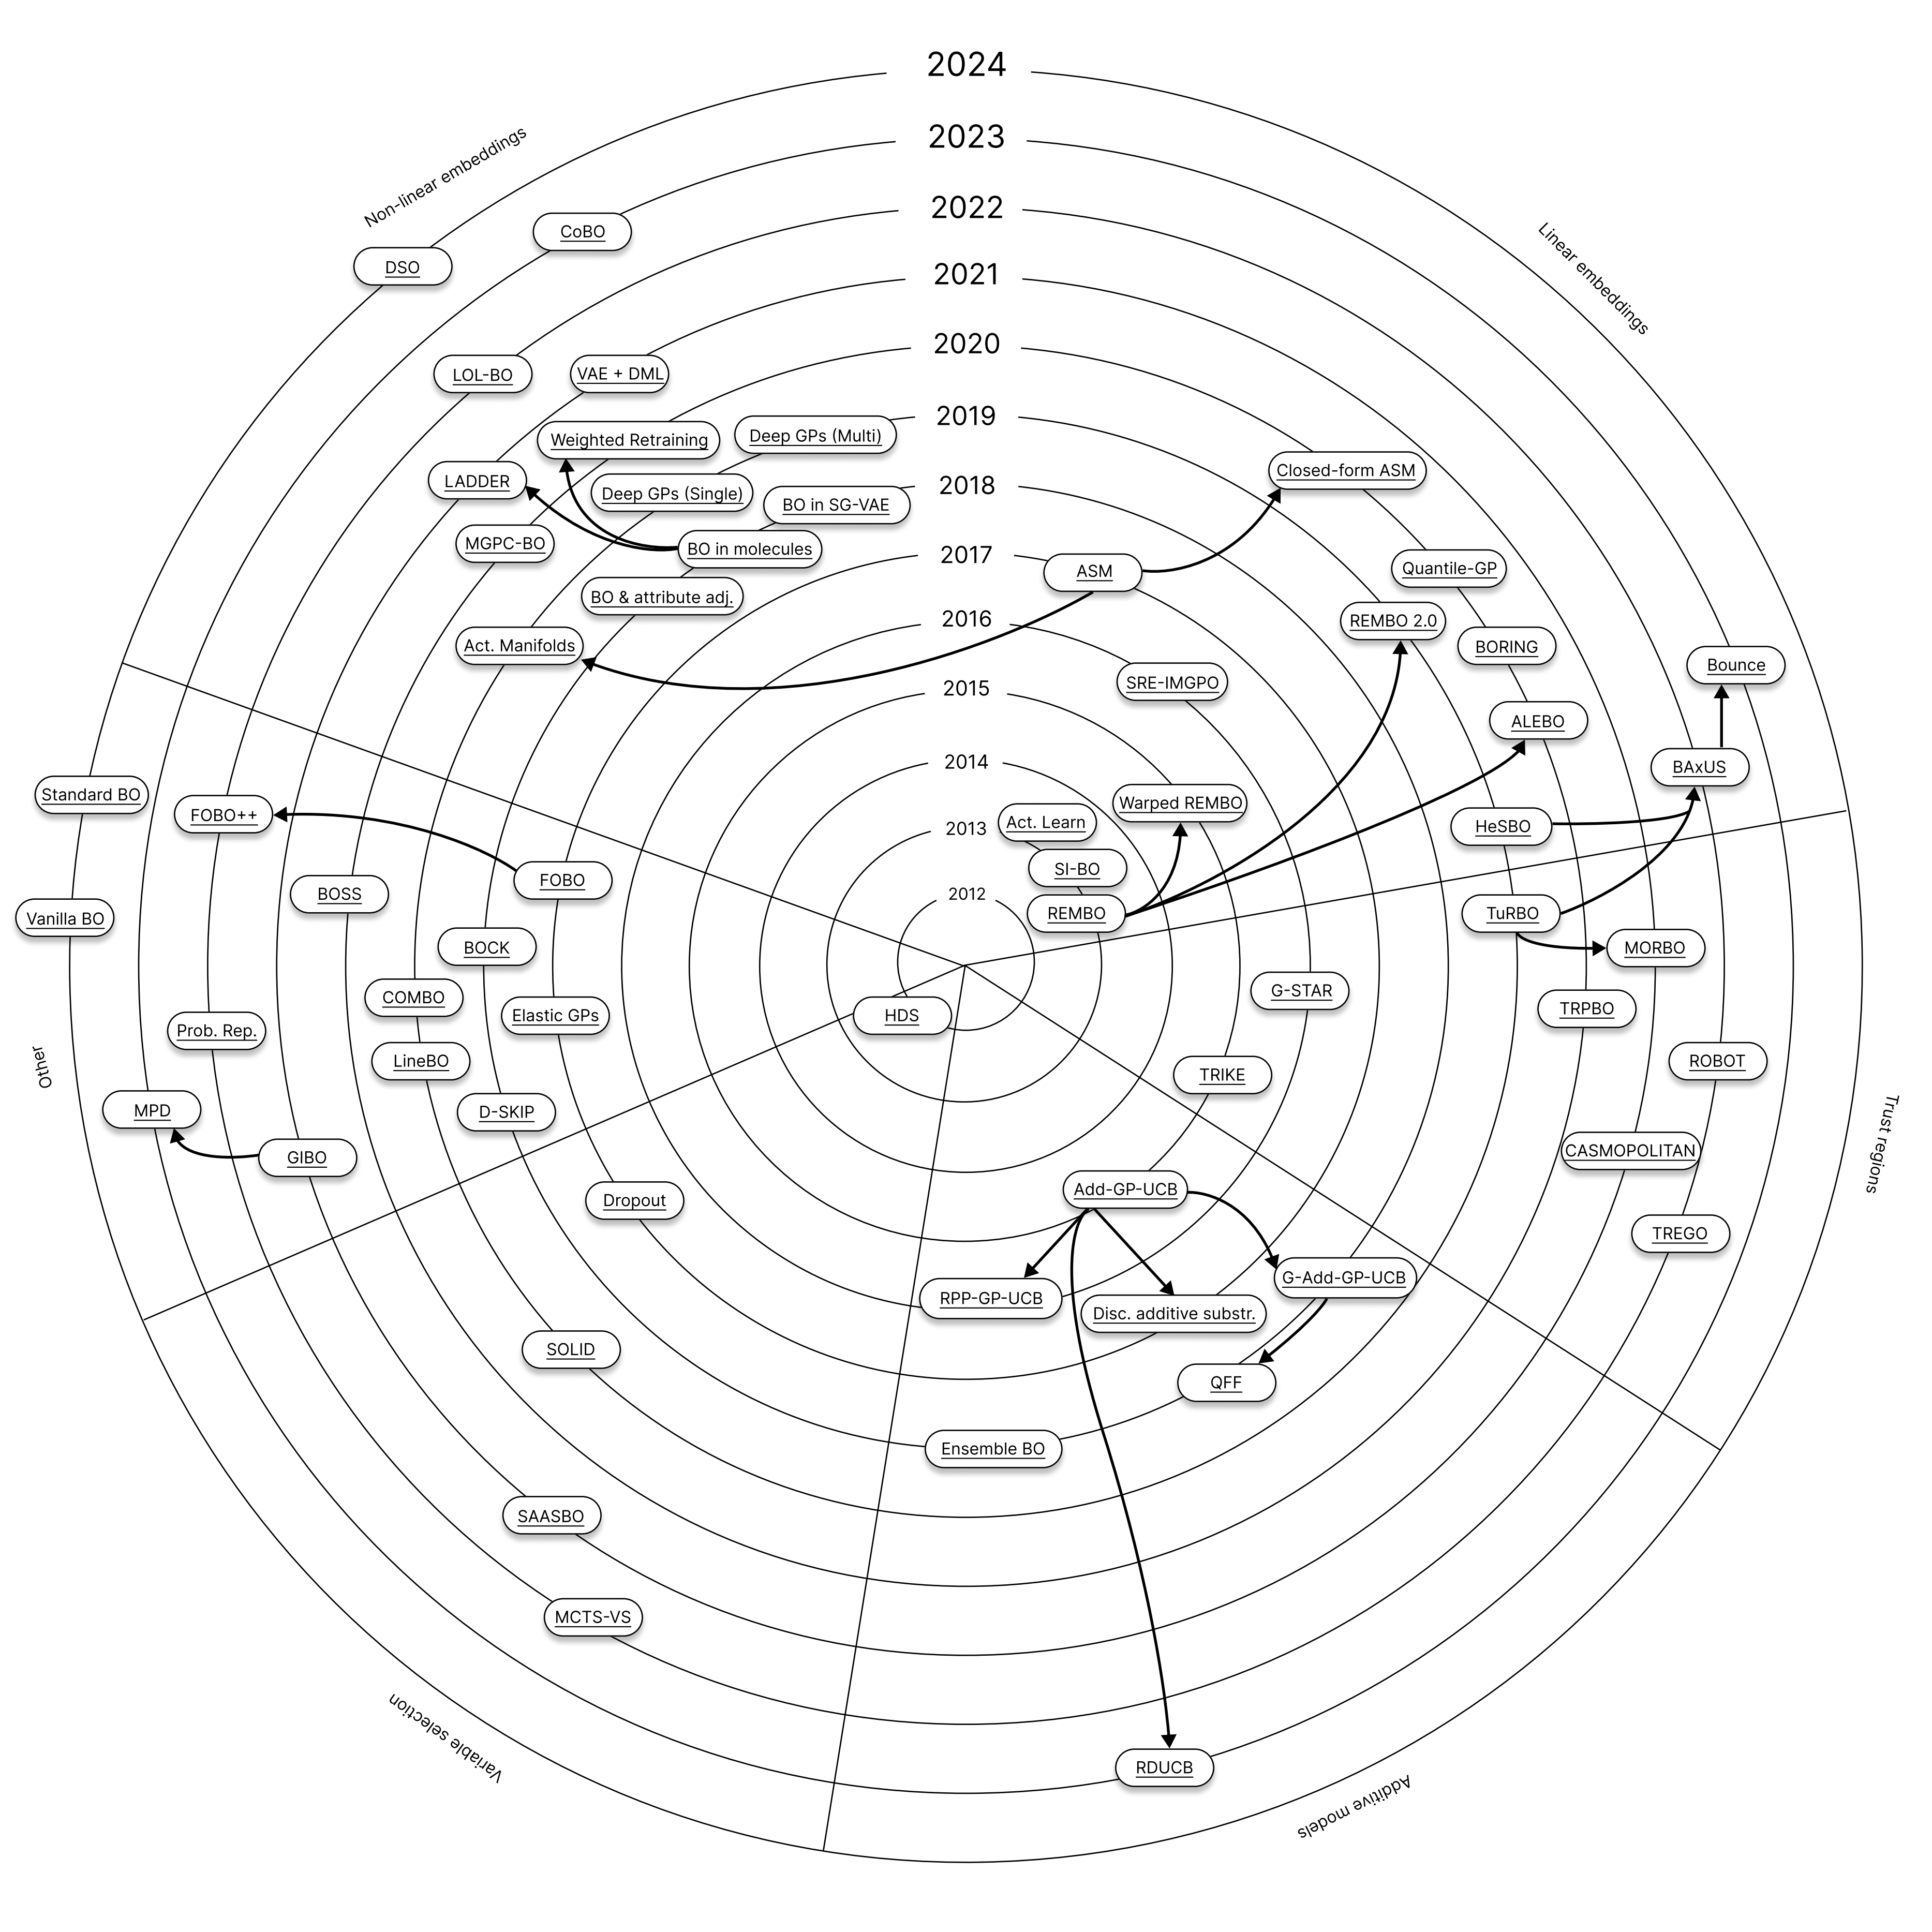 2024
2023
2022
2021
2020
2019
2018
2017
2016
2015
2014
2013
2012
Non-linear embeddings
DSO
CoBO
LOL-BO
VAE + DML
Weighted Retraining
Deep GPs (Multi)
LADDER
Deep GPs (Single)
BO in SG-VAE
MGPC-BO
BO in molecules
BO & attribute adj.
Act. Manifolds
Linear embeddings
Closed-form ASM
ASM
Quantile-GP
REMBO 2.0
BORING
Bounce
SRE-IMGPO
ALEBO
BAxUS
Warped REMBO
Act. Learn
HeSBO
SI-BO
REMBO
Trust regions
TuRBO
MORBO
G-STAR
TRPBO
ROBOT
TRIKE
CASMOPOLITAN
TREGO
Additive models
Add-GP-UCB
G-Add-GP-UCB
RPP-GP-UCB
Disc. additive substr.
QFF
Ensemble BO
RDUCB
Variable selection
HDS
Dropout
SOLID
SAASBO
MCTS-VS
Other
Standard BO
FOBO++
FOBO
BOSS
Vanilla BO
BOCK
COMBO
Elastic GPs
Prob. Rep.
LineBO
MPD
D-SKIP
GIBO